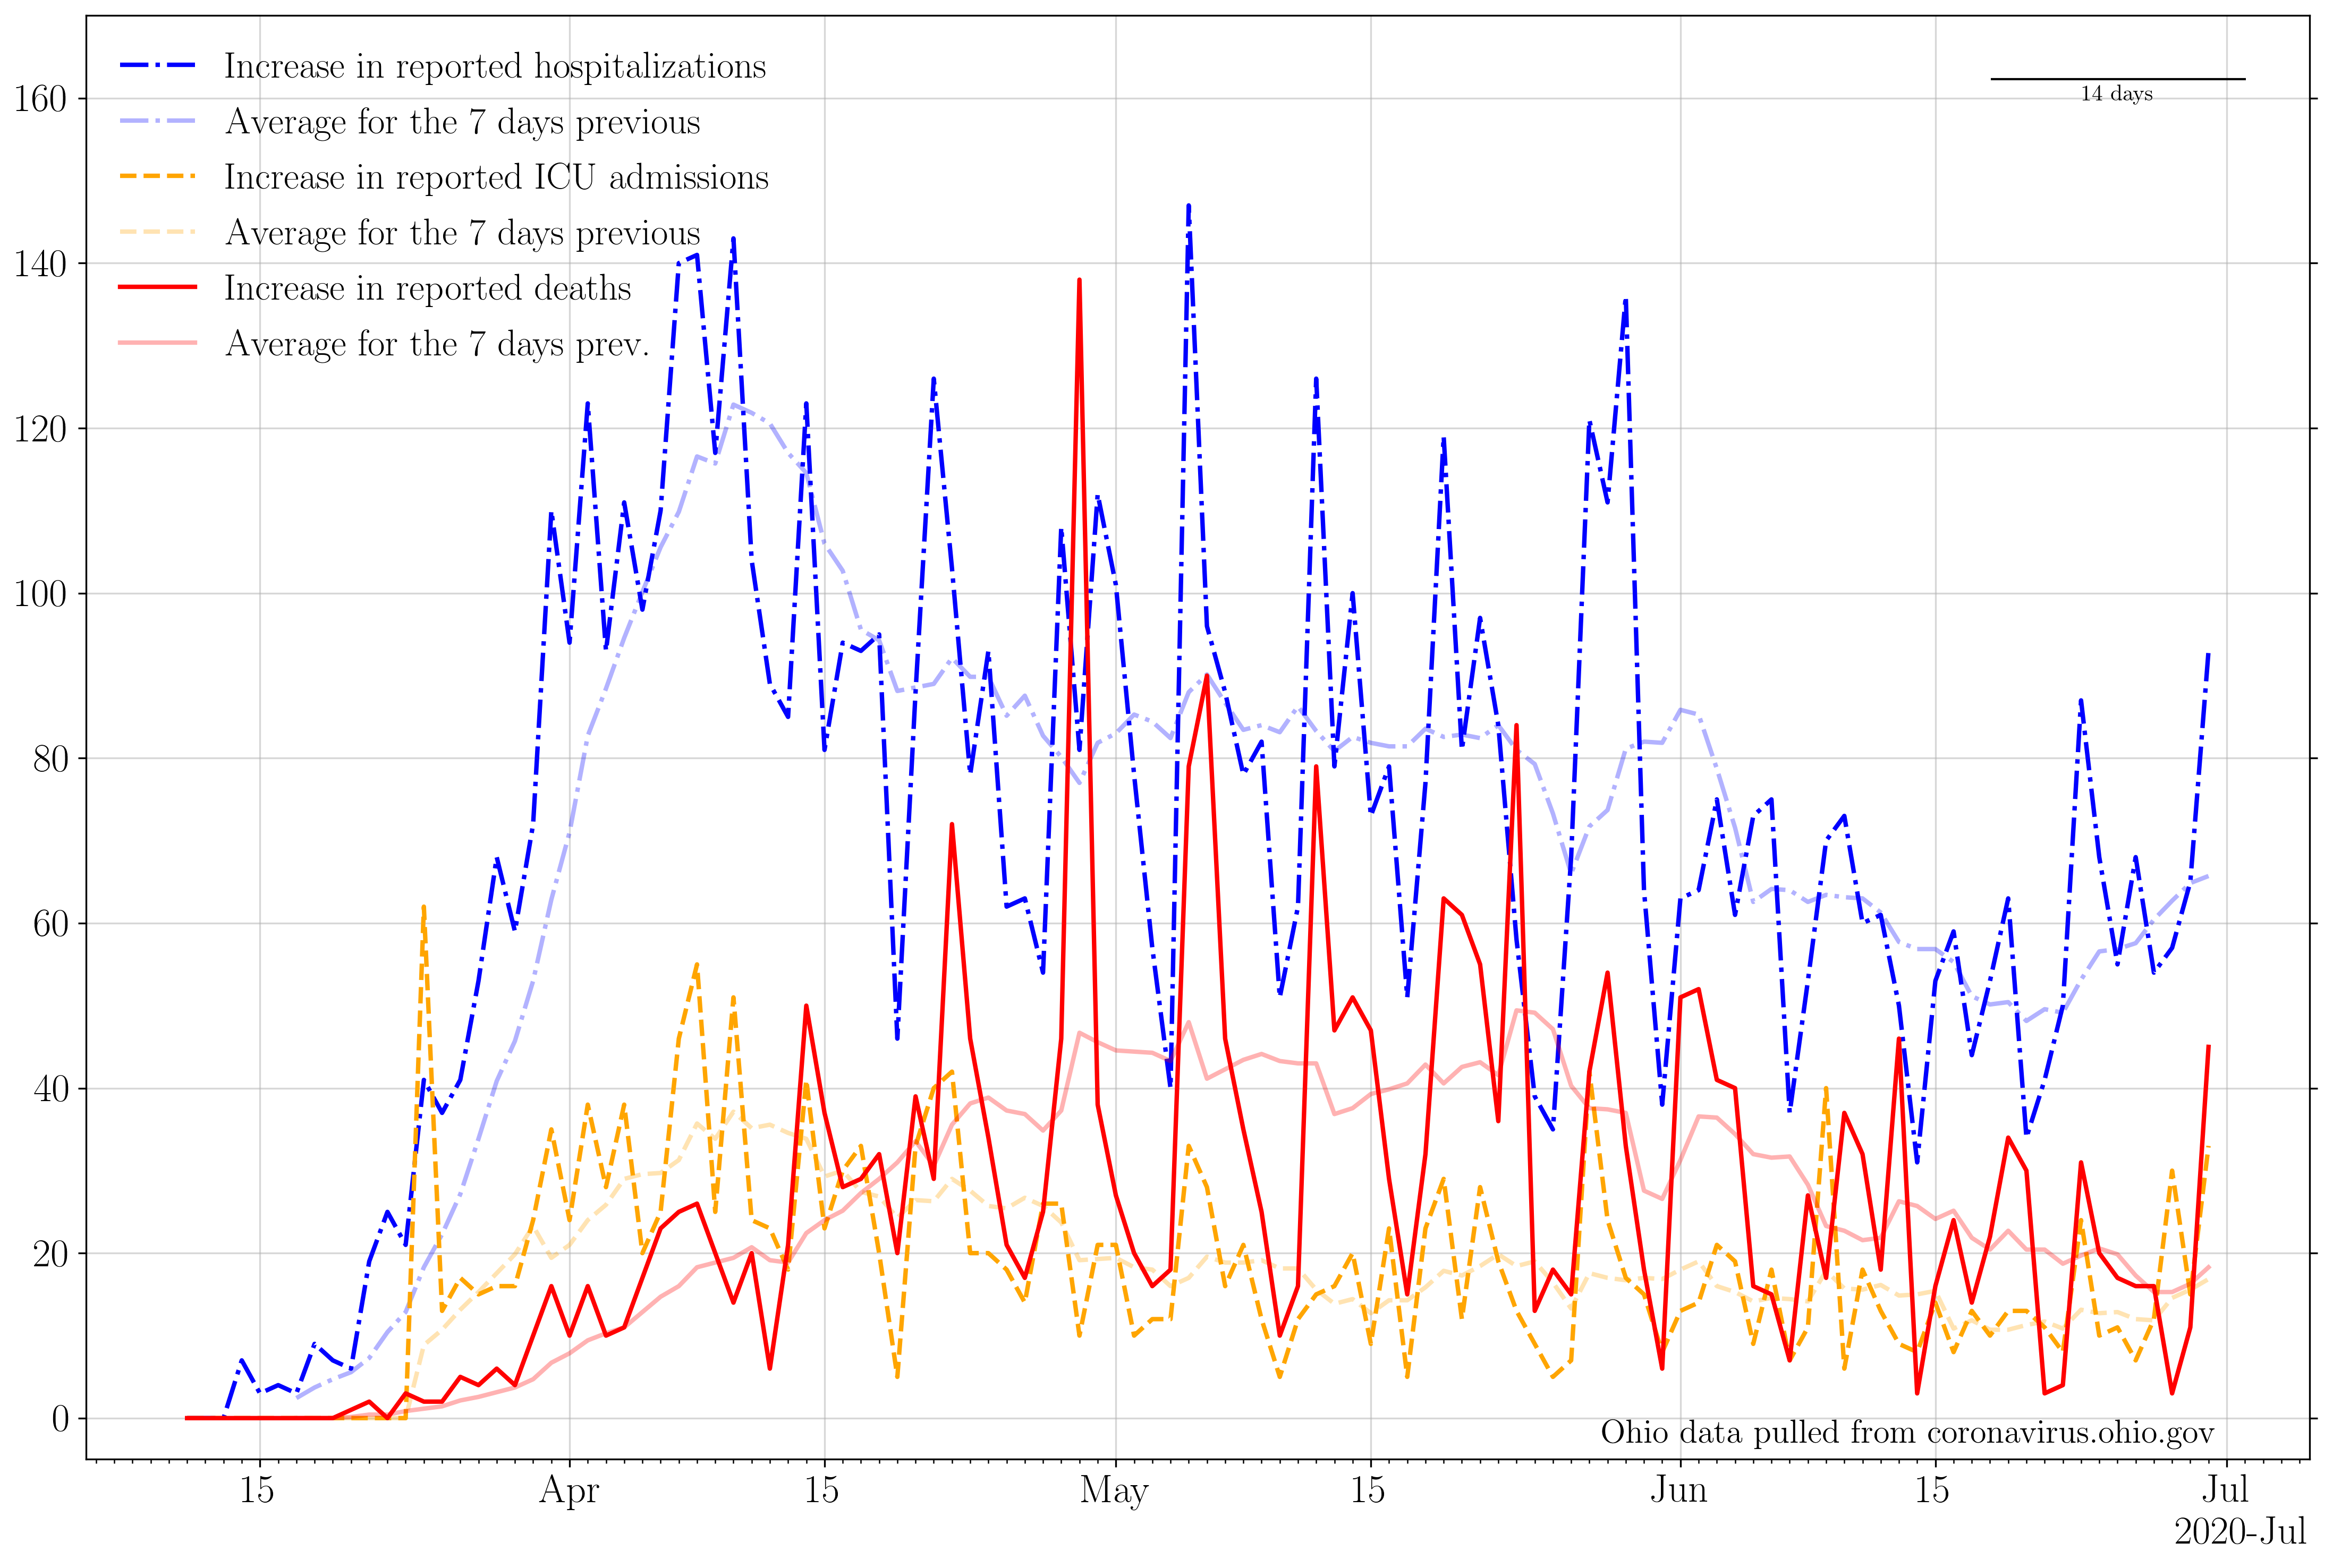 Increase in reported hospitalizations
Average for the 7 days previous
Increase in reported ICU admissions
Average for the 7 days previous
Increase in reported deaths
Average for the 7 days prev.
14 days
160
140
120
100
80
60
40
20
0
Ohio data pulled from coronavirus.ohio.gov
15 Apr 15 May 15 Jun 15 Jul
2020-Jul